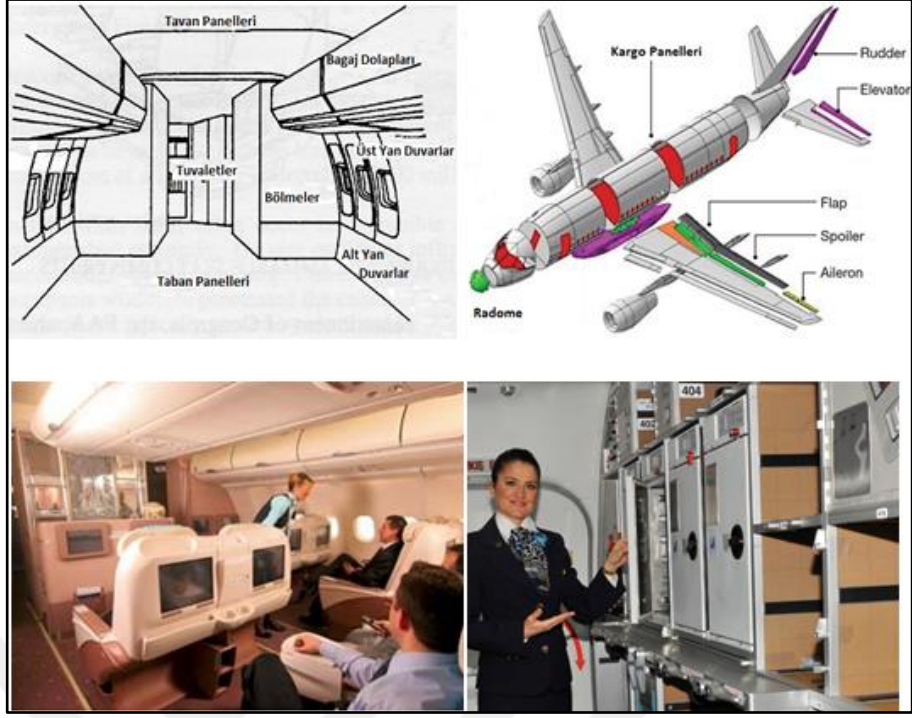 Tavan Panelleri
Bagaj Dolapları
Üst Yan Duvarlar
Tuvaletler
Bölmeler
Alt Yan
Duvarlar
Taban Panelleri
Kargo Panelleri
Rudder
Elevator
Flap
Spoiler
Aileron
Radome
404
402